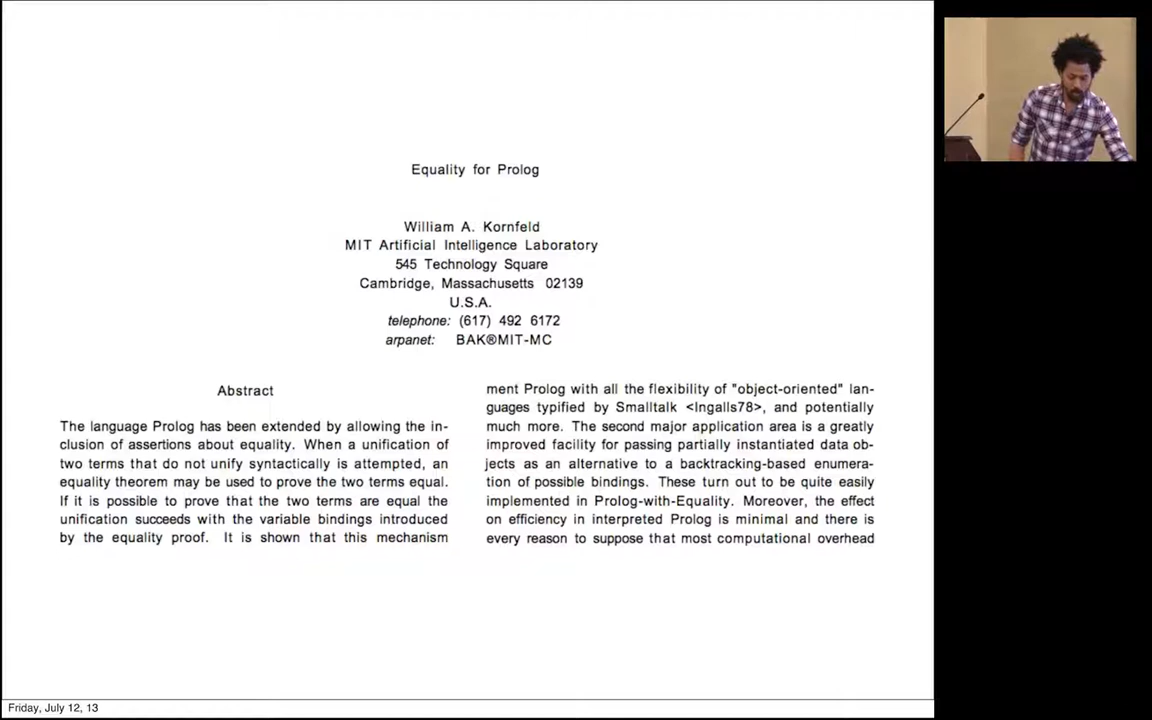 Equality for Prolog
William A. Kornfeld
MIT Artificial Intelligence Laboratory
545 Technology Square
Cambridge, Massachusetts 02139
U.S.A.
telephone: (617) 492 6172
arpanet: BAK®MIT-MC
Abstract
The language Prolog has been extended by allowing the in-
clusion of assertions about equality. When a unification of
two terms that do not unify syntactically is attempted, an
equality theorem may be used to prove the two terms equal.
If it is possible to prove that the two terms are equal the
unification succeeds with the variable bindings introduced
by the equality proof. It is shown that this mechanism
ment Prolog with all the flexibility of "object-oriented" lan-
guages typified by Smalltalk <Ingalls78>, and potentially
much more. The second major application area is a greatly
improved facility for passing partially instantiated data ob-
jects as an alternative to a backtracking-based enumera-
tion of possible bindings. These turn out to be quite easily
implemented in Prolog-with-Equality. Moreover, the effect
on efficiency in interpreted Prolog is minimal and there is
every reason to suppose that most computational overhead
Friday, July 12, 13